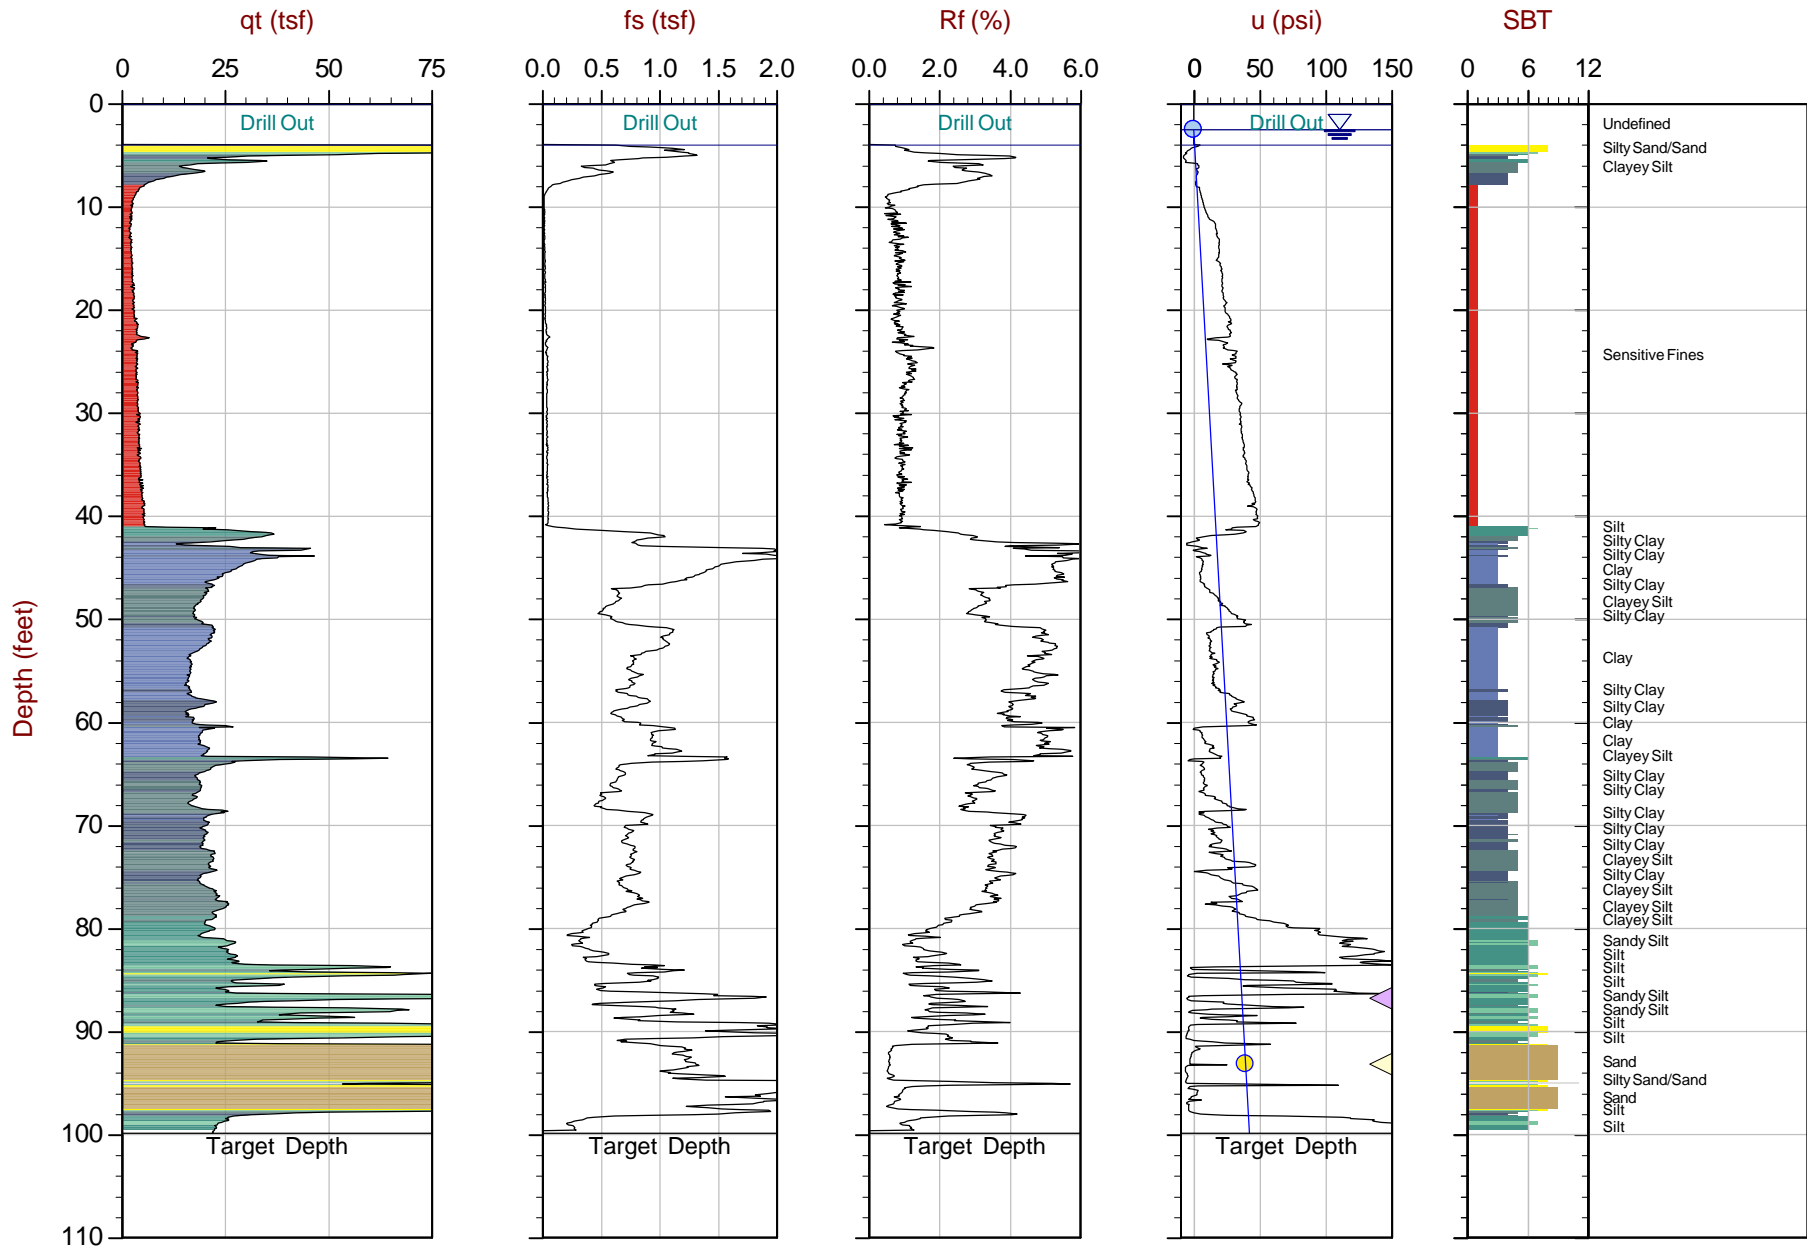 qt (tsf) fs (tsf) Rf (%) u (psi) SBT
0 25 50 75 0.0 0.5 1.0 1.5 2.0 0.0 2.0 4.0 6.0 0 50 100 150 0 6 12
0
Drill Out Drill Out Drill Out Drill Out Undefined
Silty Sand/Sand
Clayey Silt
10
20
Sensitive Fines
30
40
Silt
Silty Clay
Silty Clay
Clay
Silty Clay
Clayey Silt
Silty Clay
50
Depth (feet)
Clay
Silty Clay
Silty Clay
60
Clay
Clay
Clayey Silt
Silty Clay
Silty Clay
Silty Clay
70
Silty Clay
Silty Clay
Clayey Silt
Silty Clay
Clayey Silt
Clayey Silt
Clayey Silt
80
Sandy Silt
Silt
Silt
Silt
Sandy Silt
Sandy Silt
Silt
90
Silt
Sand
Silty Sand/Sand
Sand
Silt
Silt
100
Target Depth Target Depth Target Depth Target Depth
110